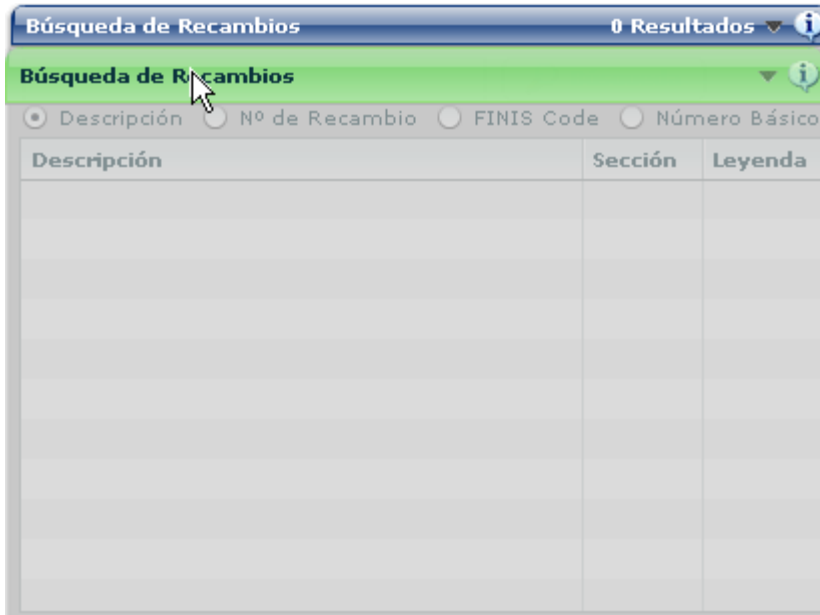 Búsqueda de Recambios 0 Resultados
Búsqueda de Recambios
Descripción Nº de Recambio FINIS Code Número Básico
Descripción Sección Leyenda